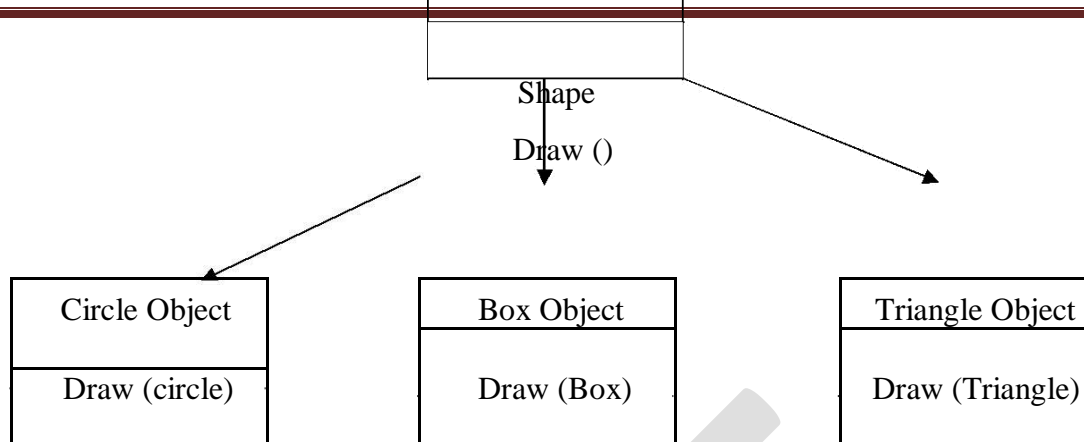 Shape
Draw ()
Circle Object
Box Object
Triangle Object
Draw (circle)
Draw (Box)
Draw (Triangle)